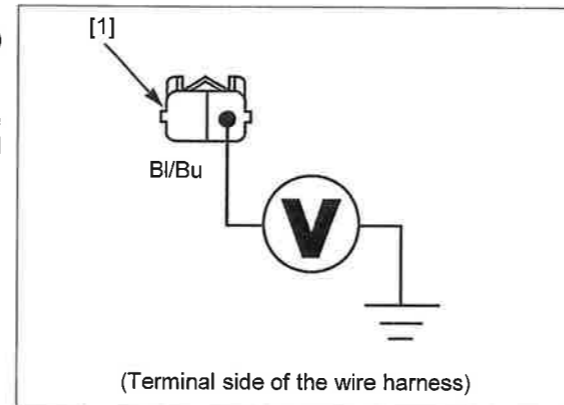 [1]
Bl/Bu
V
(Terminal side of the wire harness)